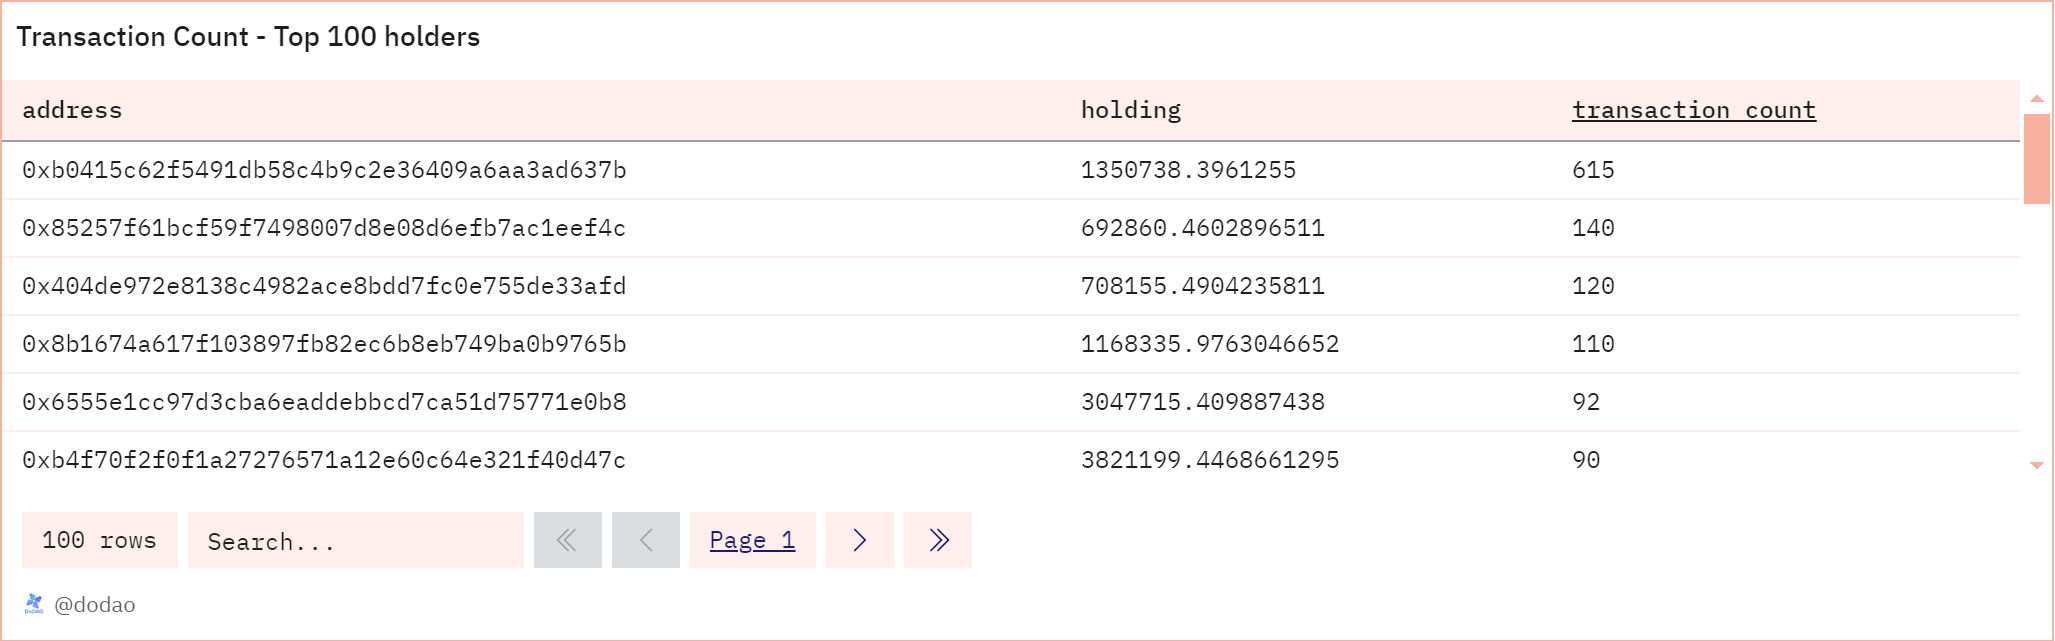 Transaction Count - Top 100 holders
address holding transaction_count
0xb0415c62f5491db58c4b9c2e36409a6aa3ad637b 1350738.3961255 615
0x85257f61bcf59f7498007d8e08d6efb7ac1eef4c 692860.4602896511 140
0x404de972e8138c4982ace8bdd7fc0e755de33afd 708155.4904235811 120
0x8b1674a617f103897fb82ec6b8eb749ba0b9765b 1168335.9763046652 110
0x6555e1cc97d3cba6eaddebbcd7ca51d75771e0b8 3047715.409887438 92
0xb4f70f2f0f1a27276571a12e60c64e321f40d47c 3821199.4468661295 90
100 rows Search... Page 1
DoDAO @dodao